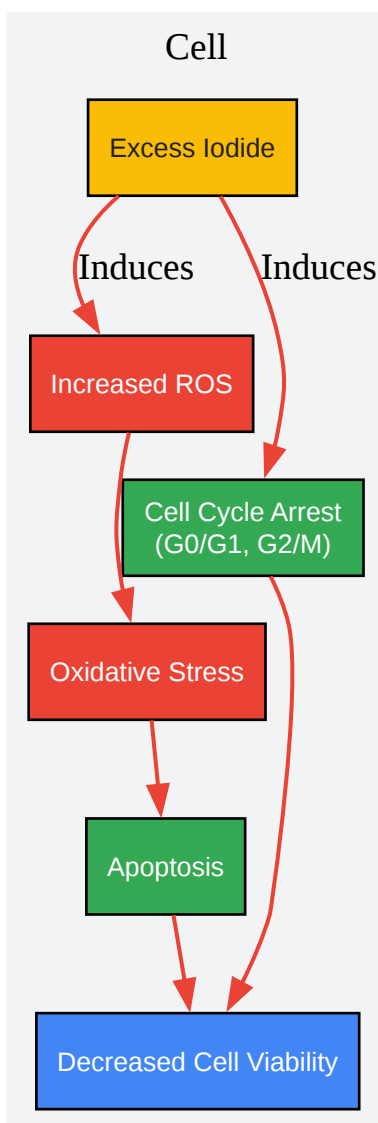 Cell
Excess Iodide
Induces
Induces
Increased ROS
Cell Cycle Arrest
(G0/G1, G2/M)
Oxidative Stress
Apoptosis
Decreased Cell Viability